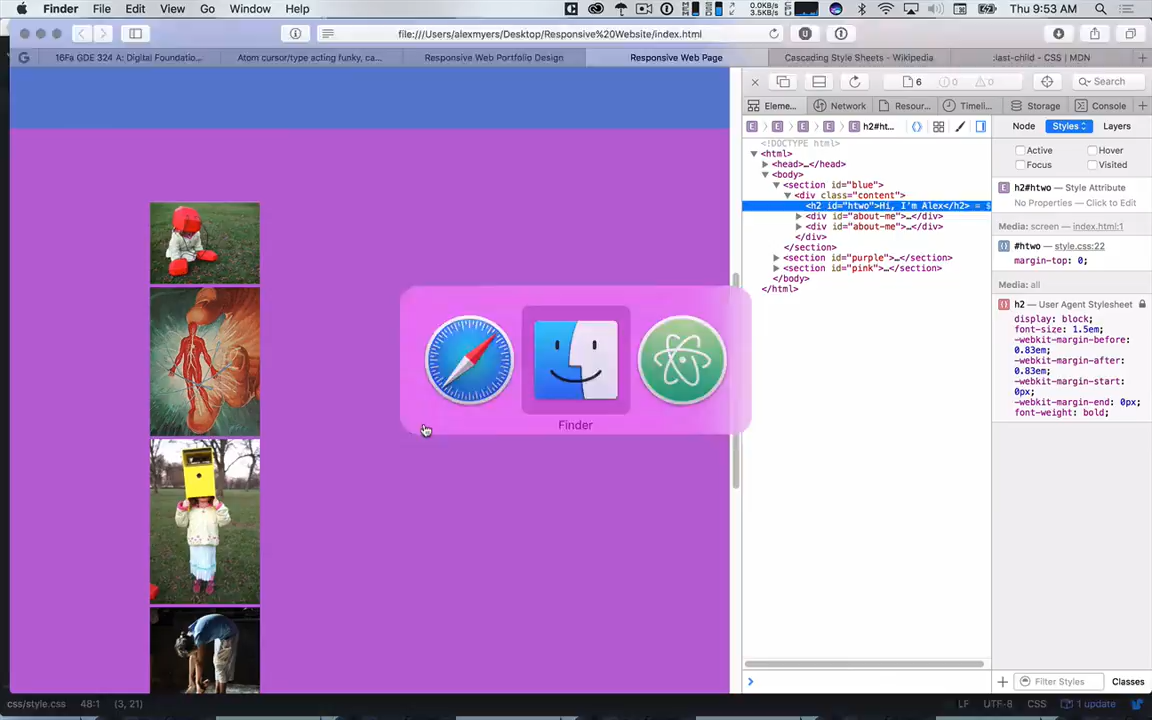 Finder File Edit View Go Window Help
0.0KB/s
3.5KB/s
Thu 9:53 AM
file:///Users/alexmyers/Desktop/Responsive%20Website/index.html
16Fa GDE 324 A: Digital Foundatio... Atom cursor/type acting funky, ca... Responsive Web Portfolio Design Responsive Web Page Cascading Style Sheets - Wikipedia :last-child - CSS | MDN
6 0 0 Search
Eleme... Network Resour... Timeli... Storage Console
E E E E E h2#ht...
Node Styles Layers
<!DOCTYPE html>
<html>
<head>…</head>
<body>
<section id="blue">
<div class="content">
<h2 id="htwo">Hi, I'm Alex</h2> = $
<div id="about-me">…</div>
<div id="about-me">…</div>
</div>
</section>
<section id="purple">…</section>
<section id="pink">…</section>
</body>
</html>
Active Hover
Focus Visited
E h2#htwo — Style Attribute
No Properties — Click to Edit
Media: screen — index.html:1
#htwo — style.css:22
margin-top: 0;
Media: all
h2 — User Agent Stylesheet
display: block;
font-size: 1.5em;
-webkit-margin-before:
0.83em;
-webkit-margin-after:
0.83em;
-webkit-margin-start:
0px;
-webkit-margin-end: 0px;
font-weight: bold;
Finder
Filter Styles Classes
css/style.css 48:1 (3, 21) LF UTF-8 CSS 1 update